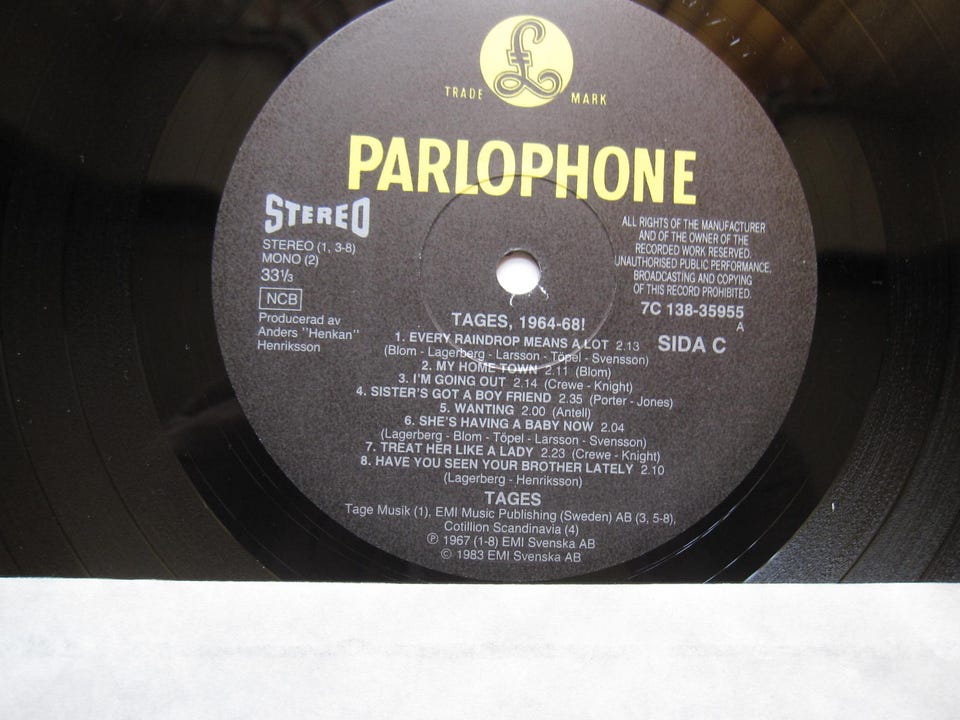 £
TRADE MARK
PARLOPHONE
STEREO
STEREO (1, 3-8)
MONO (2)
33⅓
NCB
Producerad av
Anders "Henkan"
Henriksson
ALL RIGHTS OF THE MANUFACTURER
AND OF THE OWNER OF THE
RECORDED WORK RESERVED.
UNAUTHORISED PUBLIC PERFORMANCE,
BROADCASTING AND COPYING
OF THIS RECORD PROHIBITED.
7C 138-35955
A
SIDA C
TAGES, 1964-68!
1. EVERY RAINDROP MEANS A LOT 2.13
(Blom - Lagerberg - Larsson - Töpel - Svensson)
2. MY HOME TOWN 2.11 (Blom)
3. I'M GOING OUT 2.14 (Crewe - Knight)
4. SISTER'S GOT A BOY FRIEND 2.35 (Porter - Jones)
5. WANTING 2.00 (Antell)
6. SHE'S HAVING A BABY NOW 2.04
(Lagerberg - Blom - Töpel - Larsson - Svensson)
7. TREAT HER LIKE A LADY 2.23 (Crewe - Knight)
8. HAVE YOU SEEN YOUR BROTHER LATELY 2.10
(Lagerberg - Henriksson)
TAGES
Tage Musik (1), EMI Music Publishing (Sweden) AB (3, 5-8),
Cotillion Scandinavia (4)
℗ 1967 (1-8) EMI Svenska AB
© 1983 EMI Svenska AB